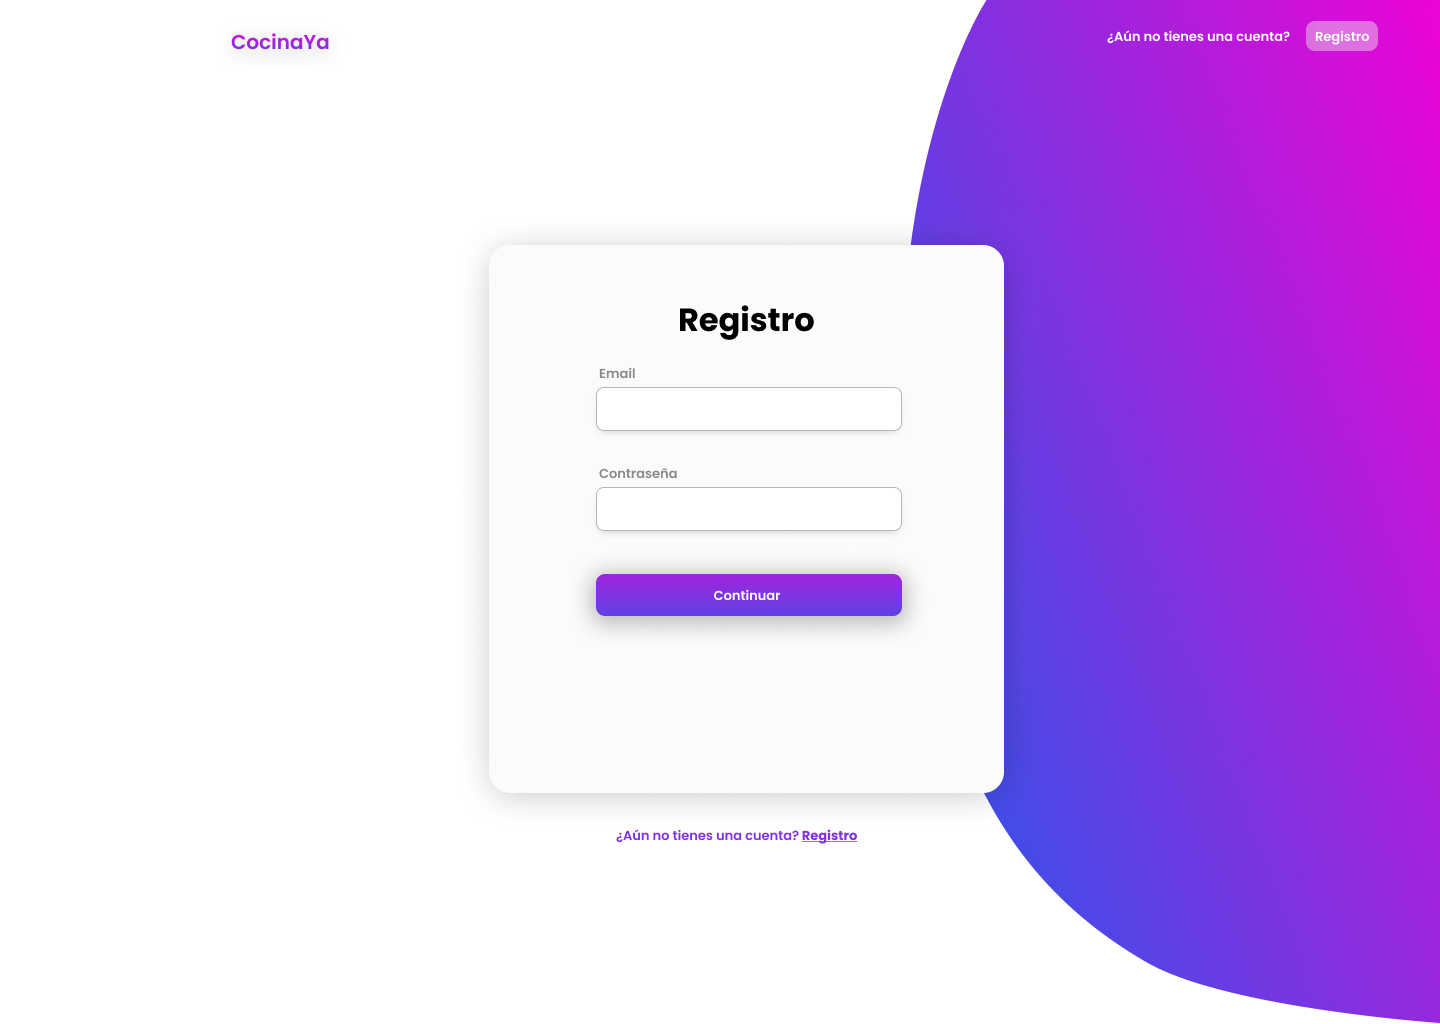 CocinaYa
¿Aún no tienes una cuenta? Registro
Registro
Email
Contraseña
Continuar
¿Aún no tienes una cuenta? Registro